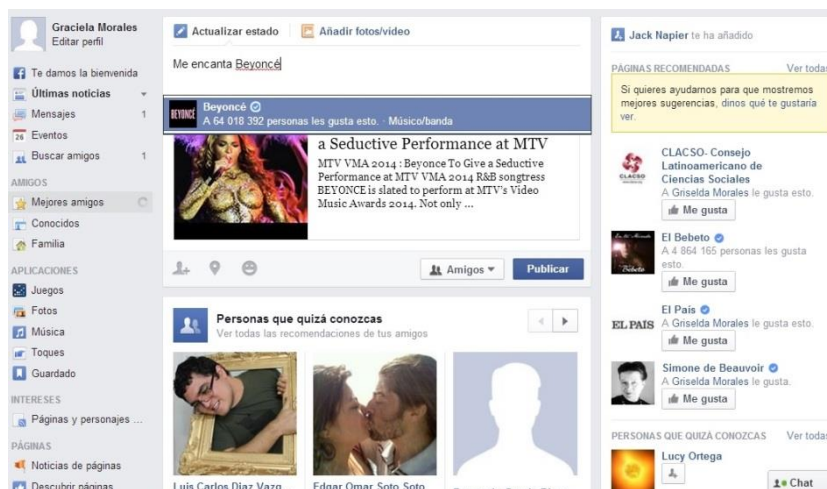 Graciela Morales
Editar perfil
Te damos la bienvenida
Últimas noticias
Mensajes 1
26 Eventos
Buscar amigos 1
AMIGOS
Mejores amigos
Conocidos
Familia
APLICACIONES
Juegos
Fotos
Música
Toques
Guardado
INTERESES
Páginas y personajes ...
PÁGINAS
Noticias de páginas
Descubrir páginas
Actualizar estado
Añadir fotos/video
Me encanta Beyoncé
BEYONCÉ
Beyoncé
A 64 018 392 personas les gusta esto. · Músico/banda
a Seductive Performance at MTV
MTV VMA 2014 : Beyonce To Give a Seductive
Performance at MTV VMA 2014 R&B songtress
BEYONCE is slated to perform at MTV's Video
Music Awards 2014. Not only ...
Amigos
Publicar
Personas que quizá conozcas
Ver todas las recomendaciones de tus amigos
Luis Carlos Diaz Vazq...
Edgar Omar Soto Soto
Jack Napier te ha añadido
PÁGINAS RECOMENDADAS Ver todas
Si quieres ayudarnos para que mostremos
mejores sugerencias, dinos qué te gustaría
ver.
CLACSO
CLACSO- Consejo
Latinoamericano de
Ciencias Sociales
A Griselda Morales le gusta esto.
Me gusta
El Bebeto
A 4 864 165 personas les gusta
esto.
Me gusta
EL PAÍS
El País
A Griselda Morales le gusta esto.
Me gusta
Simone de Beauvoir
A Griselda Morales le gusta.
Me gusta
PERSONAS QUE QUIZÁ CONOZCAS Ver todas
Lucy Ortega
1 Chat